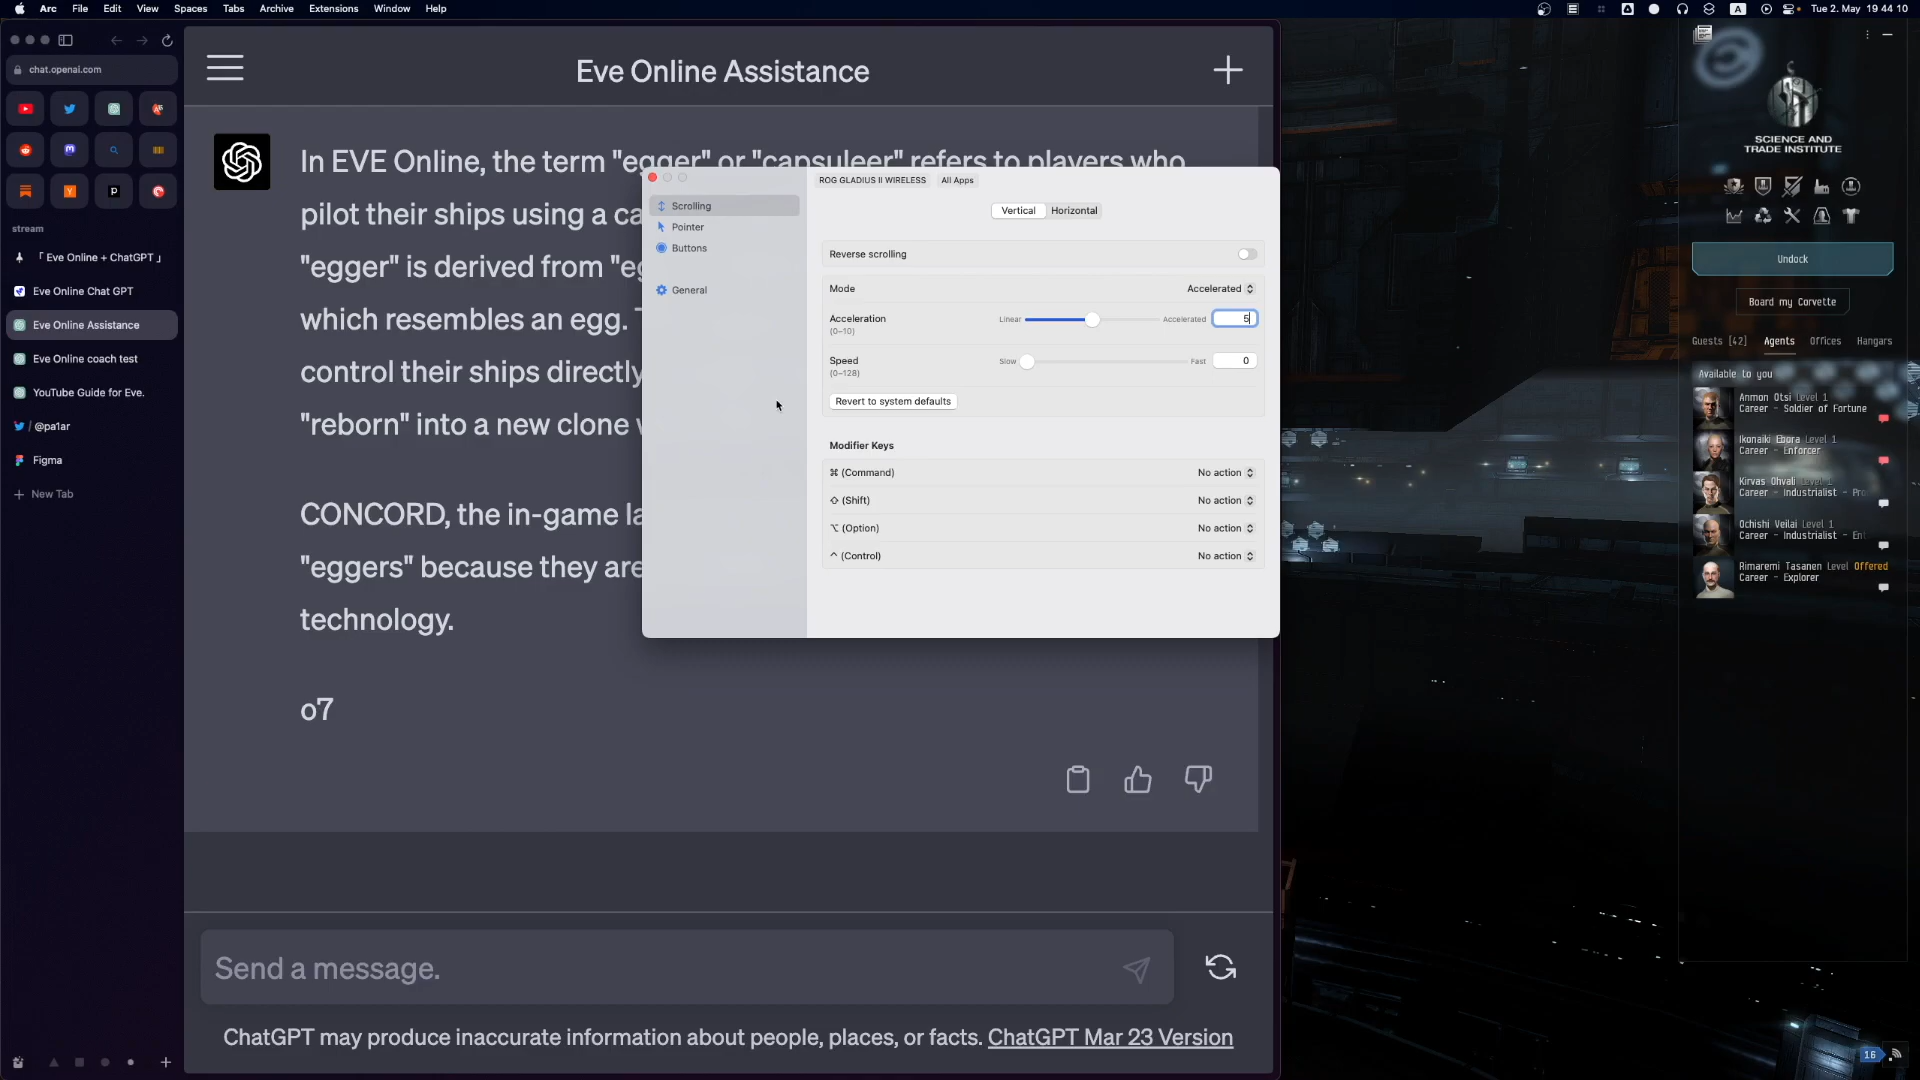 Arc File Edit View Spaces Tabs Archive Extensions Window Help
A Tue 2. May 19 44 10
chat.openai.com
stream
「 Eve Online + ChatGPT 」
Eve Online Chat GPT
Eve Online Assistance
Eve Online coach test
YouTube Guide for Eve.
/ @pa1ar
Figma
+ New Tab
Eve Online Assistance
In EVE Online, the term "egger" or "capsuleer" refers to players who
pilot their ships using a ca
"egger" is derived from "eg
which resembles an egg. T
control their ships directly
"reborn" into a new clone w
CONCORD, the in-game la
"eggers" because they are
technology.
o7
Send a message.
ChatGPT may produce inaccurate information about people, places, or facts. ChatGPT Mar 23 Version
ROG GLADIUS II WIRELESS All Apps
Scrolling
Pointer
Buttons
General
Vertical Horizontal
Reverse scrolling
Mode Accelerated
Acceleration Linear Accelerated 5
(0–10)
Speed Slow Fast 0
(0–128)
Revert to system defaults
Modifier Keys
⌘ (Command) No action
⇧ (Shift) No action
⌥ (Option) No action
^ (Control) No action
SCIENCE AND
TRADE INSTITUTE
Undock
Board my Corvette
Guests [42] Agents Offices Hangars
Available to you
Anmon Otsi Level 1
Career - Soldier of Fortune
Ikonaiki Ebora Level 1
Career - Enforcer
Kirvas Ohvali Level 1
Career - Industrialist - Pro
Ochishi Veilai Level 1
Career - Industrialist - Ent
Rimaremi Tasanen Level Offered
Career - Explorer
16